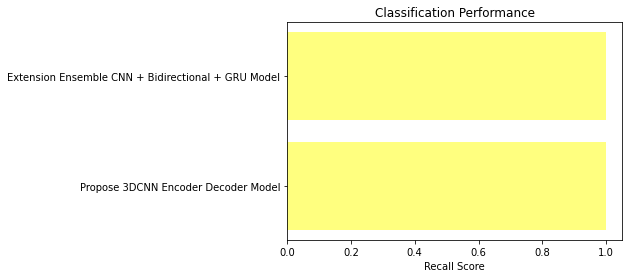 Classification Performance
Extension Ensemble CNN + Bidirectional + GRU Model
Propose 3DCNN Encoder Decoder Model
0.0 0.2 0.4 0.6 0.8 1.0
Recall Score